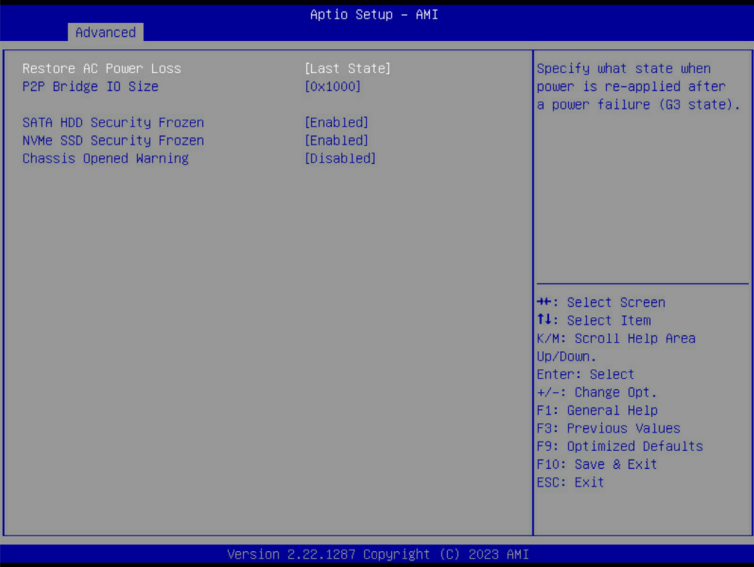 Aptio Setup - AMI
Advanced
Restore AC Power Loss [Last State]
P2P Bridge IO Size [0x1000]
SATA HDD Security Frozen [Enabled]
NVMe SSD Security Frozen [Enabled]
Chassis Opened Warning [Disabled]
Specify what state when
power is re-applied after
a power failure (G3 state).
→←: Select Screen
↑↓: Select Item
K/M: Scroll Help Area
Up/Down.
Enter: Select
+/-: Change Opt.
F1: General Help
F3: Previous Values
F9: Optimized Defaults
F10: Save & Exit
ESC: Exit
Version 2.22.1287 Copyright (C) 2023 AMI